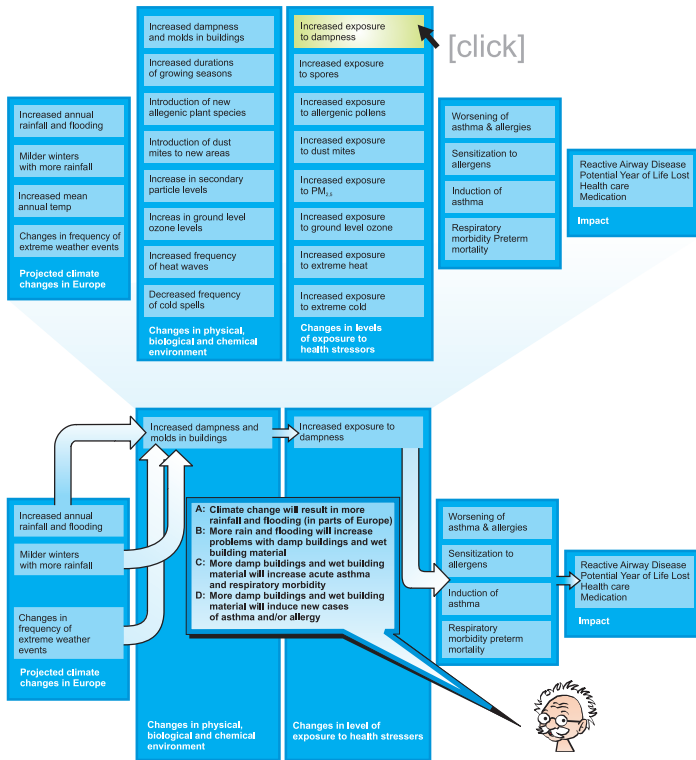 Increased annual
rainfall and flooding
Milder winters
with more rainfall
Increased mean
annual temp
Changes in frequency of
extreme weather events
Projected climate
changes in Europe
Increased dampness
and molds in buildings
Increased durations
of growing seasons
Introduction of new
allegenic plant species
Introduction of dust
mites to new areas
Increase in secondary
particle levels
Increas in ground level
ozone levels
Increased frequency
of heat waves
Decreased frequency
of cold spells
Changes in physical,
biological and chemical
environment
Increased exposure
to dampness
Increased exposure
to spores
Increased exposure
to allergenic pollens
Increased exposure
to dust mites
Increased exposure
to PM2,5
Increased exposure
to ground level ozone
Increased exposure
to extreme heat
Increased exposure
to extreme cold
Changes in levels
of exposure to
health stressors
[click]
Worsening of
asthma & allergies
Sensitization to
allergens
Induction of
asthma
Respiratory
morbidity Preterm
mortality
Reactive Airway Disease
Potential Year of Life Lost
Health care
Medication
Impact
Increased annual
rainfall and flooding
Milder winters
with more rainfall
Changes in
frequency of
extreme weather
events
Projected climate
changes in Europe
Increased dampness and
molds in buildings
Changes in physical,
biological and chemical
environment
Increased exposure to
dampness
Changes in level of
exposure to health stressers
A: Climate change will result in more
rainfall and flooding (in parts of Europe)
B: More rain and flooding will increase
problems with damp buildings and wet
building material
C: More damp buildings and wet building
material will increase acute asthma
and respiratory morbidity
D: More damp buildings and wet building
material will induce new cases
of asthma and/or allergy
Worsening of
asthma & allergies
Sensitization to
allergens
Induction of
asthma
Respiratory
morbidity preterm
mortality
Reactive Airway Disease
Potential Year of Life Lost
Health care
Medication
Impact